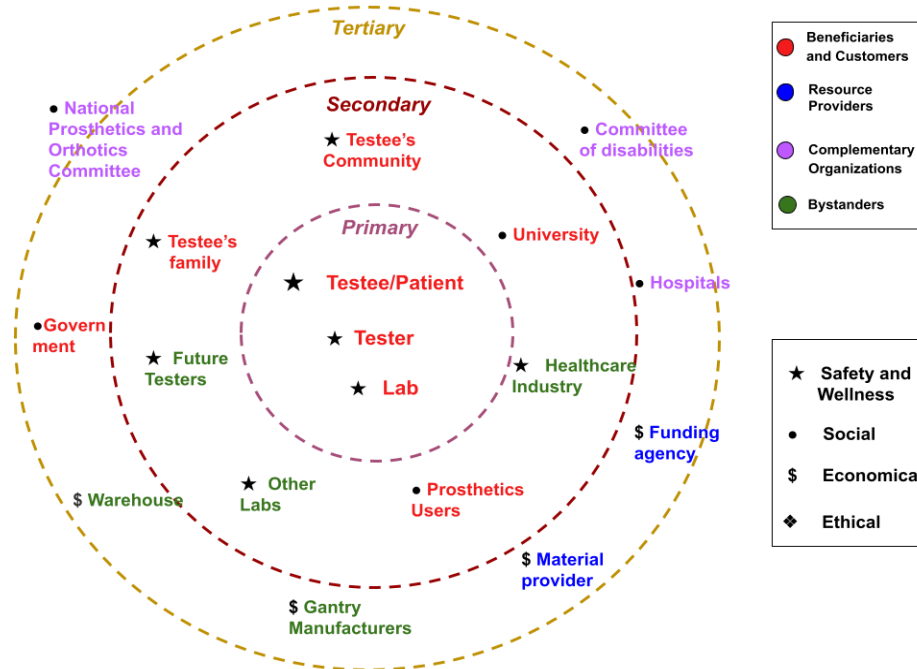 Tertiary
Secondary
Primary
● National
Prosthetics and
Orthotics
Committee
★ Testee's
Community
● Committee
of disabilities
★ Testee's
family
● University
★ Testee/Patient
● Hospitals
●Govern
ment
★ Tester
★ Future
Testers
★ Healthcare
Industry
★ Lab
$ Funding
agency
$ Warehouse
★ Other
Labs
● Prosthetics
Users
$ Material
provider
$ Gantry
Manufacturers
Beneficiaries
and Customers
Resource
Providers
Complementary
Organizations
Bystanders
★ Safety and
Wellness
● Social
$ Economica
❖ Ethical